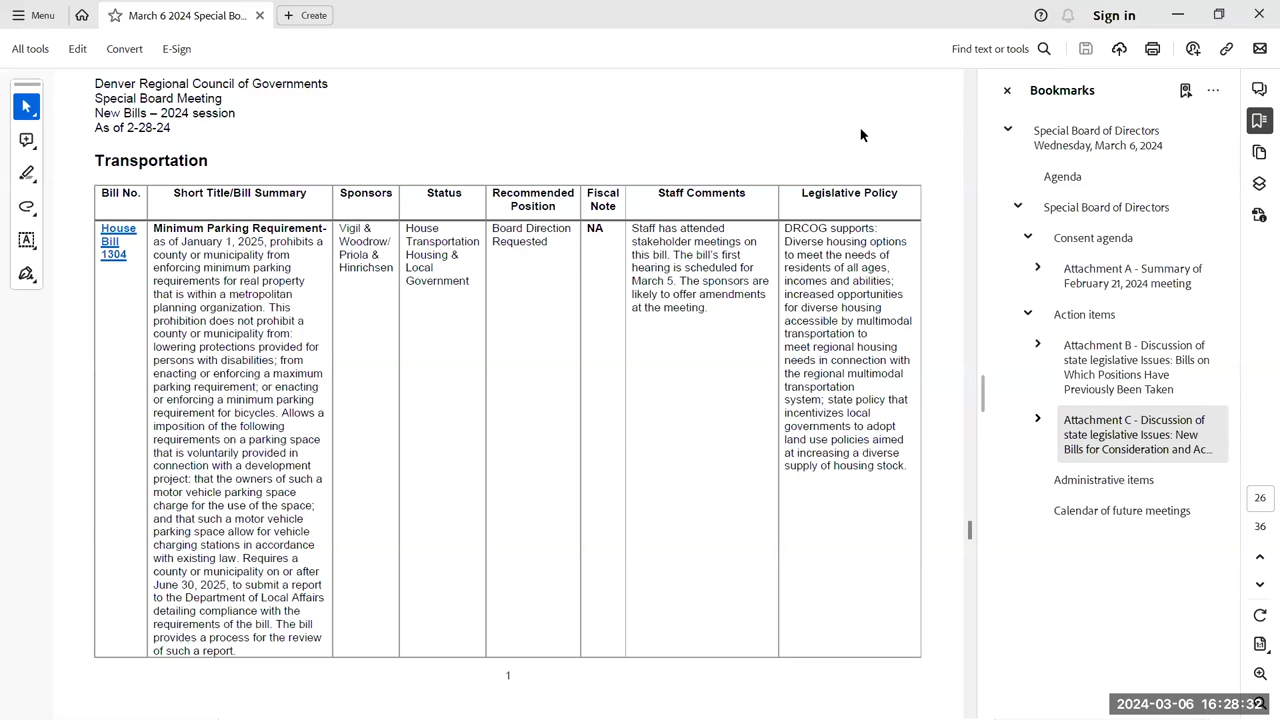 Menu
March 6 2024 Special Bo...
Create
Sign in
All tools
Edit
Convert
E-Sign
Find text or tools
Denver Regional Council of Governments
Special Board Meeting
New Bills – 2024 session
As of 2-28-24
Transportation
Bill No.
Short Title/Bill Summary
Sponsors
Status
Recommended
Position
Fiscal
Note
Staff Comments
Legislative Policy
House
Bill
1304
Minimum Parking Requirement-
as of January 1, 2025, prohibits a
county or municipality from
enforcing minimum parking
requirements for real property
that is within a metropolitan
planning organization. This
prohibition does not prohibit a
county or municipality from:
lowering protections provided for
persons with disabilities; from
enacting or enforcing a maximum
parking requirement; or enacting
or enforcing a minimum parking
requirement for bicycles. Allows a
imposition of the following
requirements on a parking space
that is voluntarily provided in
connection with a development
project: that the owners of such a
motor vehicle parking space
charge for the use of the space;
and that such a motor vehicle
parking space allow for vehicle
charging stations in accordance
with existing law. Requires a
county or municipality on or after
June 30, 2025, to submit a report
to the Department of Local Affairs
detailing compliance with the
requirements of the bill. The bill
provides a process for the review
of such a report.
Vigil &
Woodrow/
Priola &
Hinrichsen
House
Transportation
Housing &
Local
Government
Board Direction
Requested
NA
Staff has attended
stakeholder meetings on
this bill. The bill's first
hearing is scheduled for
March 5. The sponsors are
likely to offer amendments
at the meeting.
DRCOG supports:
Diverse housing options
to meet the needs of
residents of all ages,
incomes and abilities;
increased opportunities
for diverse housing
accessible by multimodal
transportation to
meet regional housing
needs in connection with
the regional multimodal
transportation
system; state policy that
incentivizes local
governments to adopt
land use policies aimed
at increasing a diverse
supply of housing stock.
1
Bookmarks
Special Board of Directors
Wednesday, March 6, 2024
Agenda
Special Board of Directors
Consent agenda
Attachment A - Summary of
February 21, 2024 meeting
Action items
Attachment B - Discussion of
state legislative Issues: Bills on
Which Positions Have
Previously Been Taken
Attachment C - Discussion of
state legislative Issues: New
Bills for Consideration and Ac...
Administrative items
Calendar of future meetings
26
36
2024-03-06 16:28:32